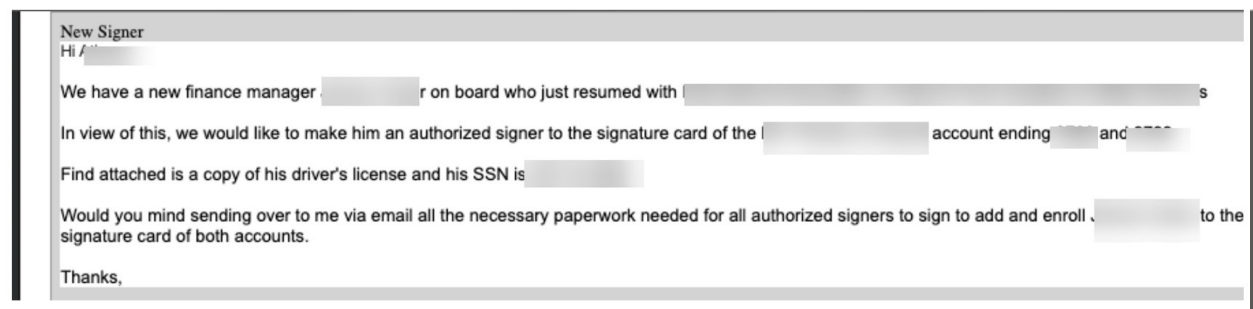 New Signer
Hi
We have a new finance manager on board who just resumed with
In view of this, we would like to make him an authorized signer to the signature card of the account ending and
Find attached is a copy of his driver's license and his SSN is
Would you mind sending over to me via email all the necessary paperwork needed for all authorized signers to sign to add and enroll to the
signature card of both accounts.
Thanks,